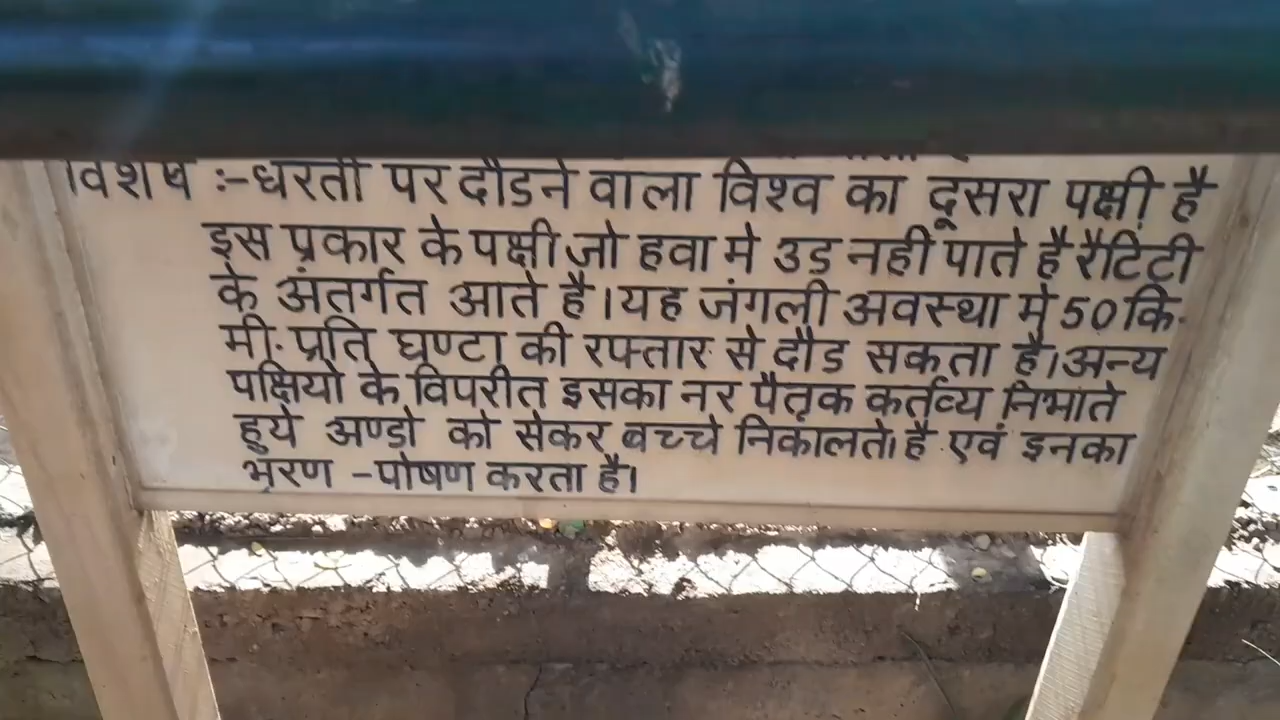 विशेष :- धरती पर दौडने वाला विश्व का दूसरा पक्षी है
इस प्रकार के पक्षी जो हवा मे उड नही पाते है रैटिटी
के अंतर्गत आते है। यह जंगली अवस्था मे 50 कि.
मी. प्रति घण्टा की रफ्तार से दौड सकता है। अन्य
पक्षियो के विपरीत इसका नर पैतृक कर्तव्य निभाते
हुये अण्डो को सेकर बच्चे निकालते है एवं इनका
भरण -पोषण करता है।